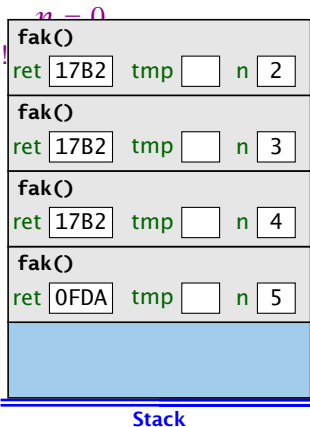 n = 0
!
fak()
ret 17B2 tmp n 2
fak()
ret 17B2 tmp n 3
fak()
ret 17B2 tmp n 4
fak()
ret 0FDA tmp n 5
Stack